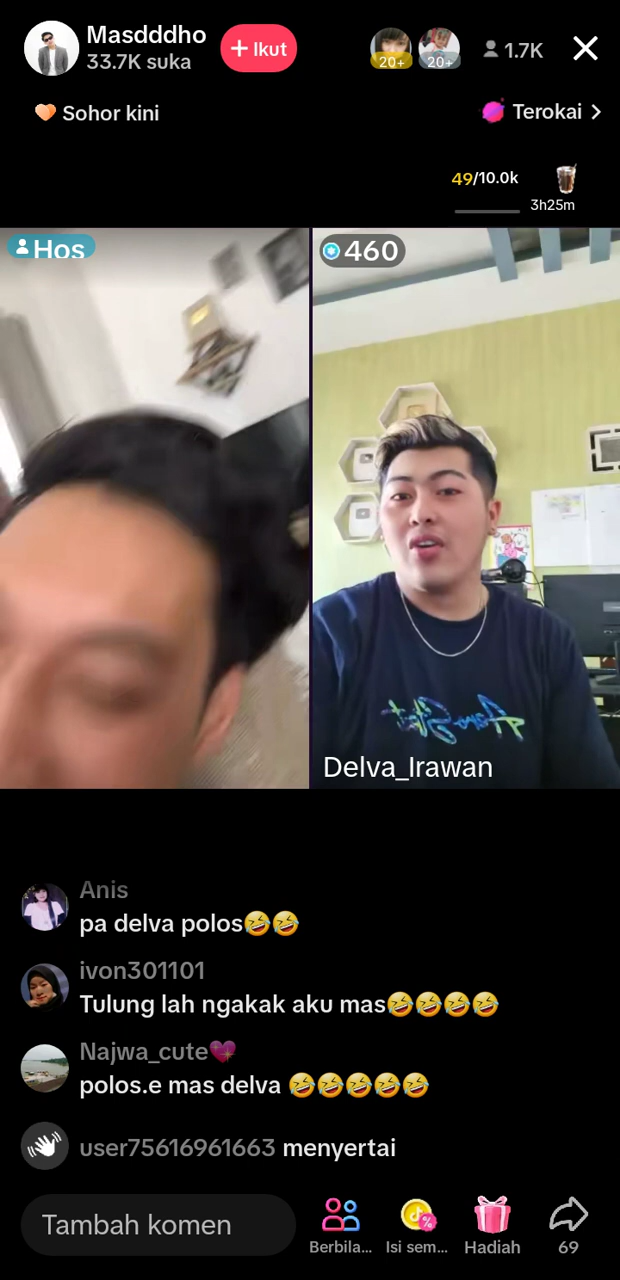 Masdddho
33.7K suka
+ Ikut
20+
20+
1.7K
Sohor kini
Terokai
49/10.0k
3h25m
Hos
460
Delva_Irawan
Anis
pa delva polos🤣🤣
ivon301101
Tulung lah ngakak aku mas🤣🤣🤣🤣
Najwa_cute💖
polos.e mas delva 🤣🤣🤣🤣🤣
user75616961663 menyertai
Tambah komen
Berbila...
Isi sem...
Hadiah
69